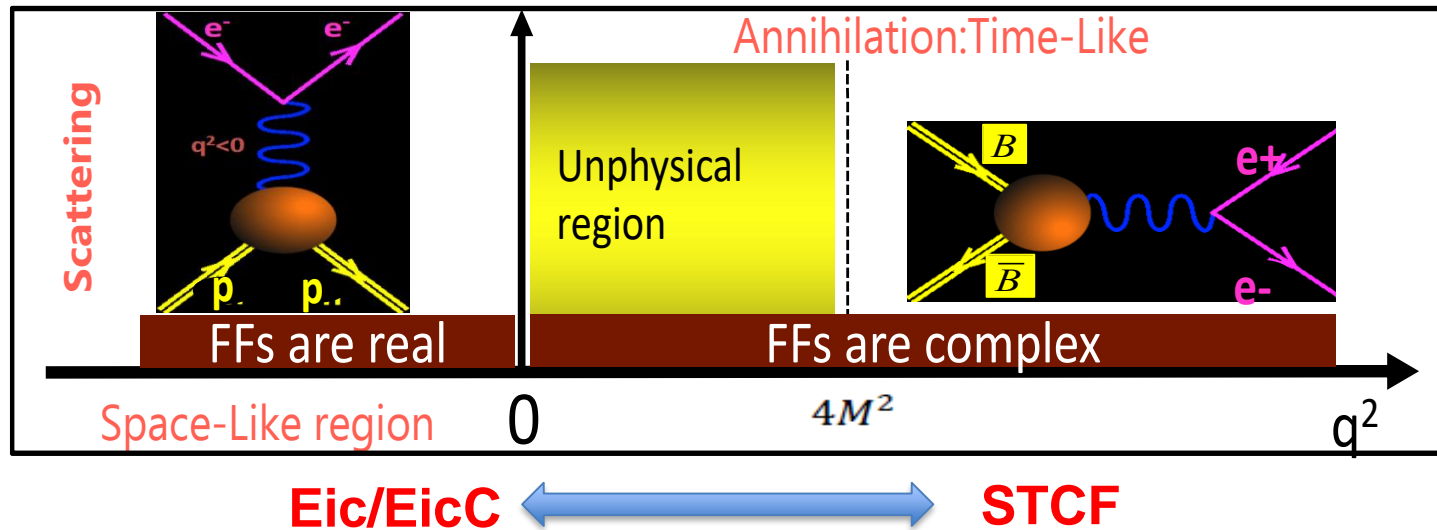 Scattering
e⁻ e⁻
q²<0
p p
FFs are real
Space-Like region
Annihilation:Time-Like
Unphysical
region
B
B̅
e+
e-
FFs are complex
0
4M²
q²
Eic/EicC
STCF